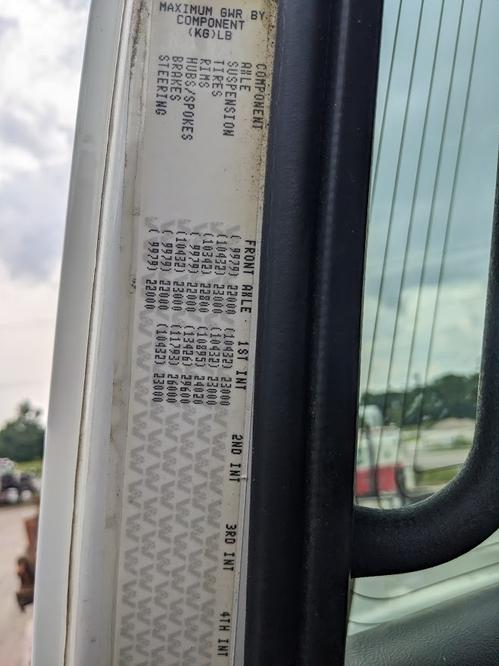 MAXIMUM GWR BY
COMPONENT
(KG)LB
COMPONENT FRONT AXLE 1ST INT 2ND INT 3RD INT 4TH INT
AXLE ( 9979) 22000 (10432) 23000
SUSPENSION (10432) 23000 (10432) 23000
TIRES (10342) 22800 (10895) 24020
RIMS ( 9979) 22000 (13426) 29600
HUBS/SPOKES (10432) 23000 (11793) 26000
BRAKES ( 9979) 22000 (10432) 23000
STEERING ( 9979) 22000